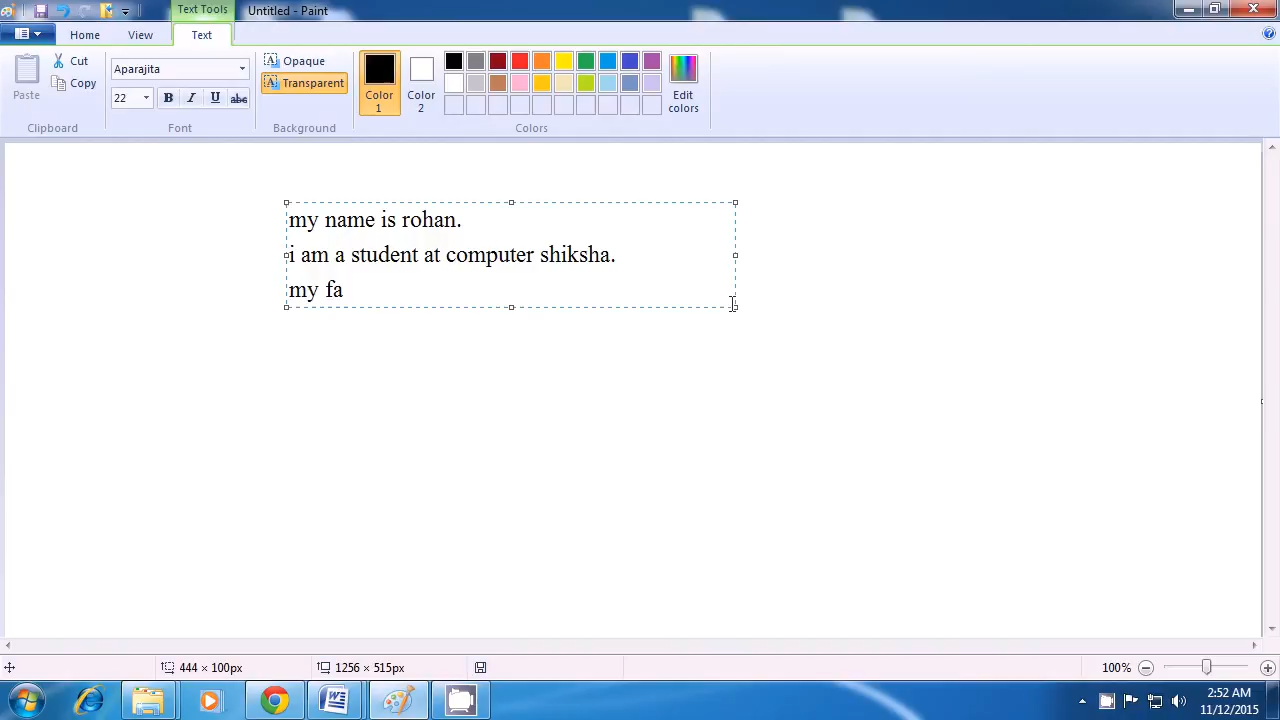 Text Tools
Untitled - Paint
Home
View
Text
Paste
Cut
Copy
Clipboard
Aparajita
22
B
I
U
abc
Font
Opaque
Transparent
Background
Color 1
Color 2
Edit colors
Colors
my name is rohan.
i am a student at computer shiksha.
my fa
444 × 100px
1256 × 515px
100%
2:52 AM
11/12/2015